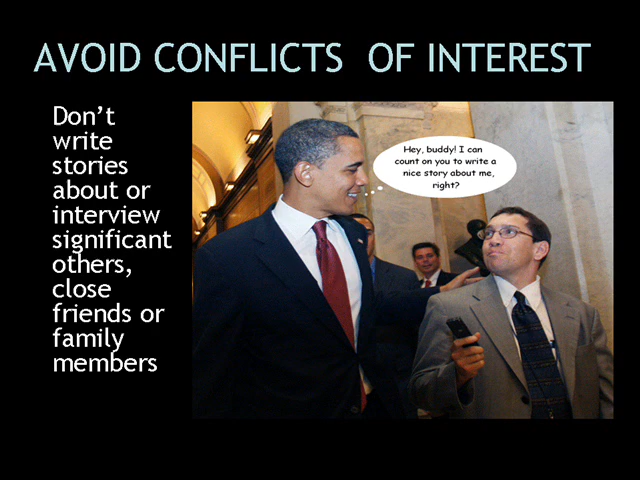 AVOID CONFLICTS OF INTEREST
Don't
write
stories
about or
interview
significant
others,
close
friends or
family
members
Hey, buddy! I can
count on you to write a
nice story about me,
right?